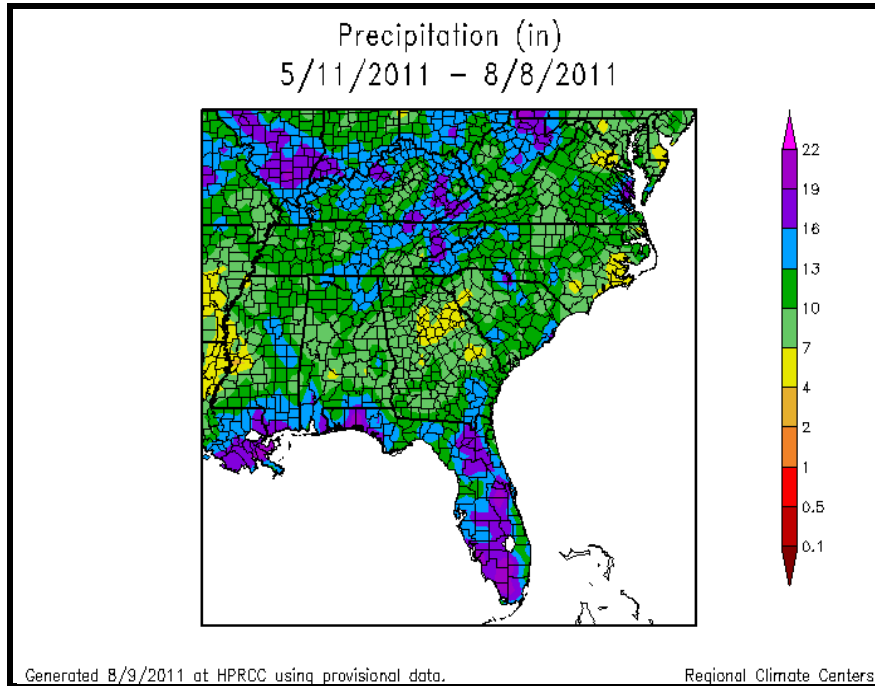 Precipitation (in)
5/11/2011 – 8/8/2011
22
19
16
13
10
7
4
2
1
0.5
0.1
Generated 8/9/2011 at HPRCC using provisional data.
Regional Climate Centers